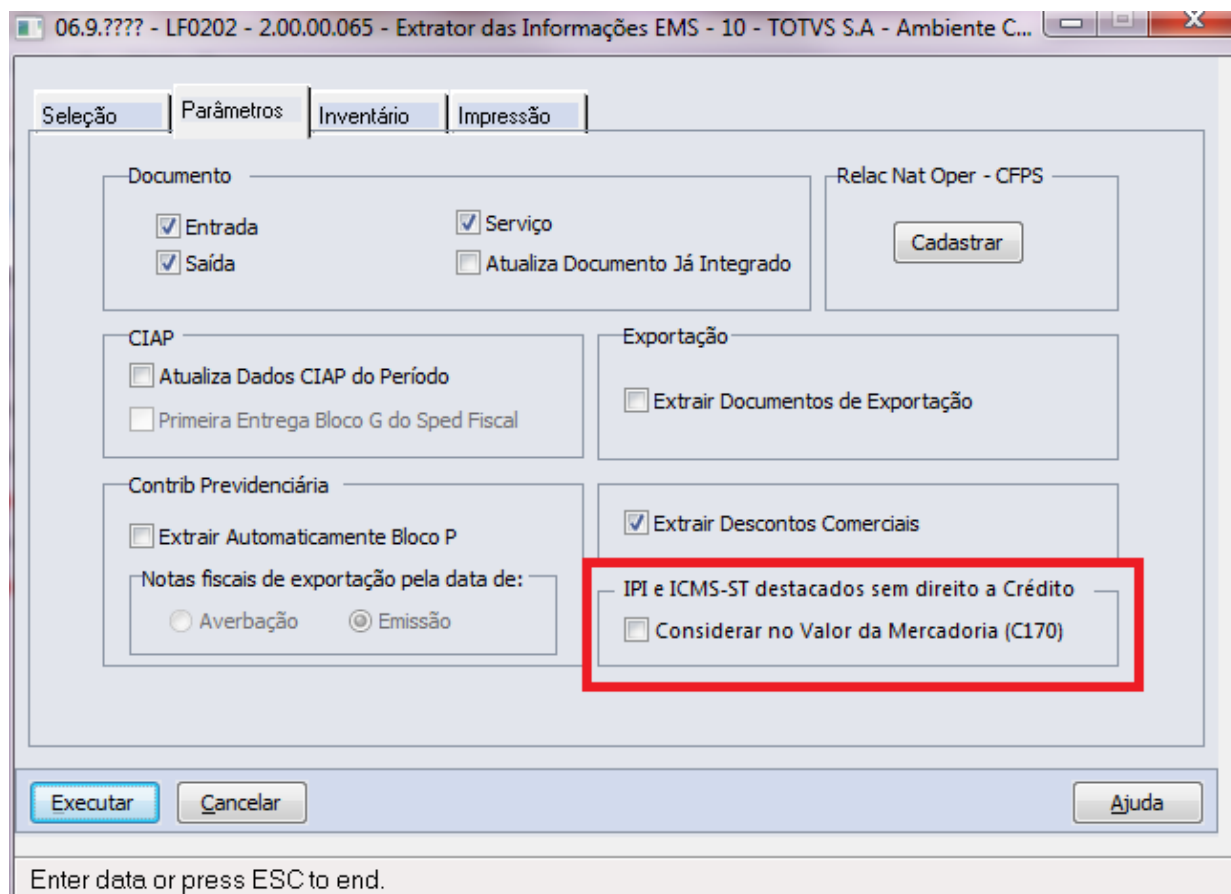 06.9.???? - LF0202 - 2.00.00.065 - Extrator das Informações EMS - 10 - TOTVS S.A - Ambiente C...
Seleção
Parâmetros
Inventário
Impressão
Documento
Entrada
Serviço
Saída
Atualiza Documento Já Integrado
Relac Nat Oper - CFPS
Cadastrar
CIAP
Atualiza Dados CIAP do Período
Primeira Entrega Bloco G do Sped Fiscal
Exportação
Extrair Documentos de Exportação
Contrib Previdenciária
Extrair Automaticamente Bloco P
Notas fiscais de exportação pela data de:
Averbação
Emissão
Extrair Descontos Comerciais
IPI e ICMS-ST destacados sem direito a Crédito
Considerar no Valor da Mercadoria (C170)
Executar
Cancelar
Ajuda
Enter data or press ESC to end.